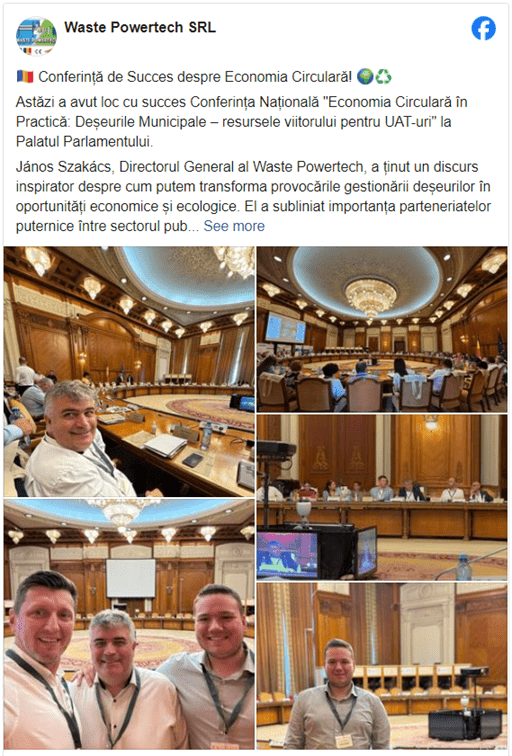 Waste Powertech SRL
🇷🇴 Conferință de Succes despre Economia Circulară! 🌍♻️
Astăzi a avut loc cu succes Conferința Națională "Economia Circulară în
Practică: Deșeurile Municipale – resursele viitorului pentru UAT-uri" la
Palatul Parlamentului.
János Szakács, Directorul General al Waste Powertech, a ținut un discurs
inspirator despre cum putem transforma provocările gestionării deșeurilor în
oportunități economice și ecologice. El a subliniat importanța parteneriatelor
puternice între sectorul pub... See more